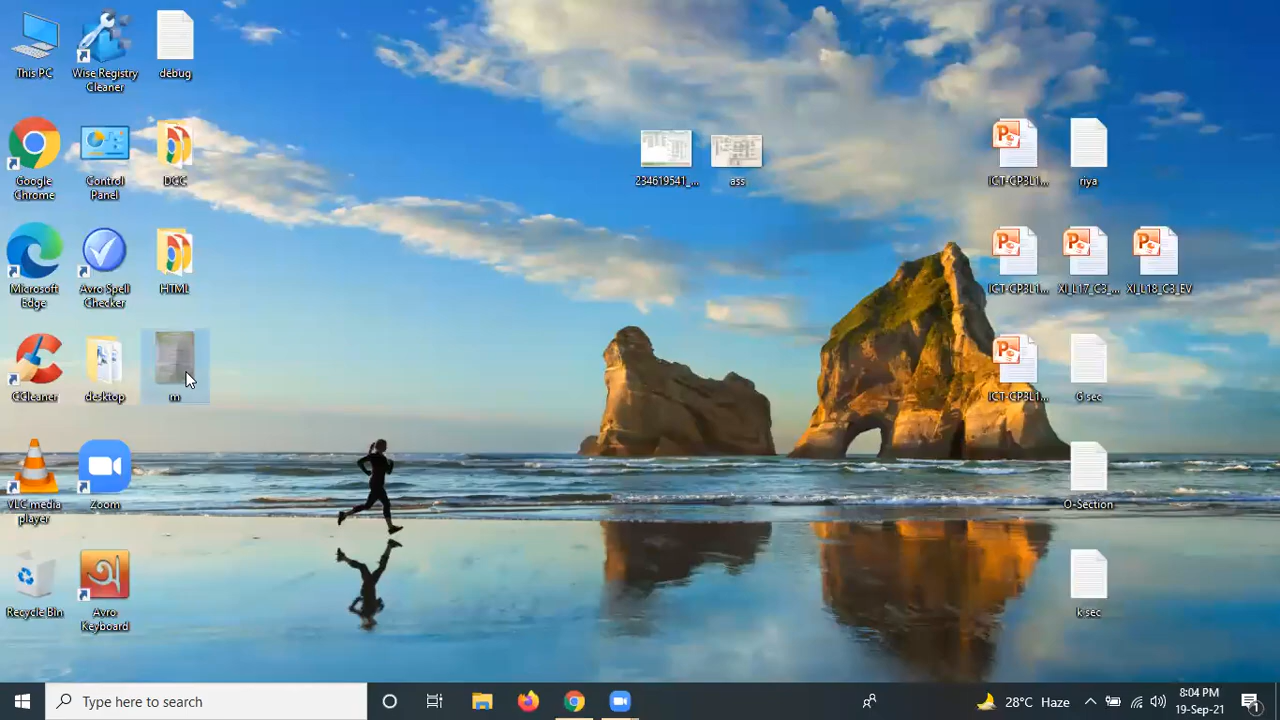 This PC
Wise Registry
Cleaner
debug
Google
Chrome
Control
Panel
DCC
Microsoft
Edge
Avro Spell
Checker
HTML
CCleaner
desktop
m
VLC media
player
Zoom
Recycle Bin
Avro
Keyboard
234619541_...
ass
ICT-CP3L1...
riya
ICT-CP3L1...
XI_L17_C3_...
XI_L18_C3_EV
ICT-CP3L1...
G sec
O-Section
k sec
Type here to search
28°C Haze
8:04 PM
19-Sep-21
1